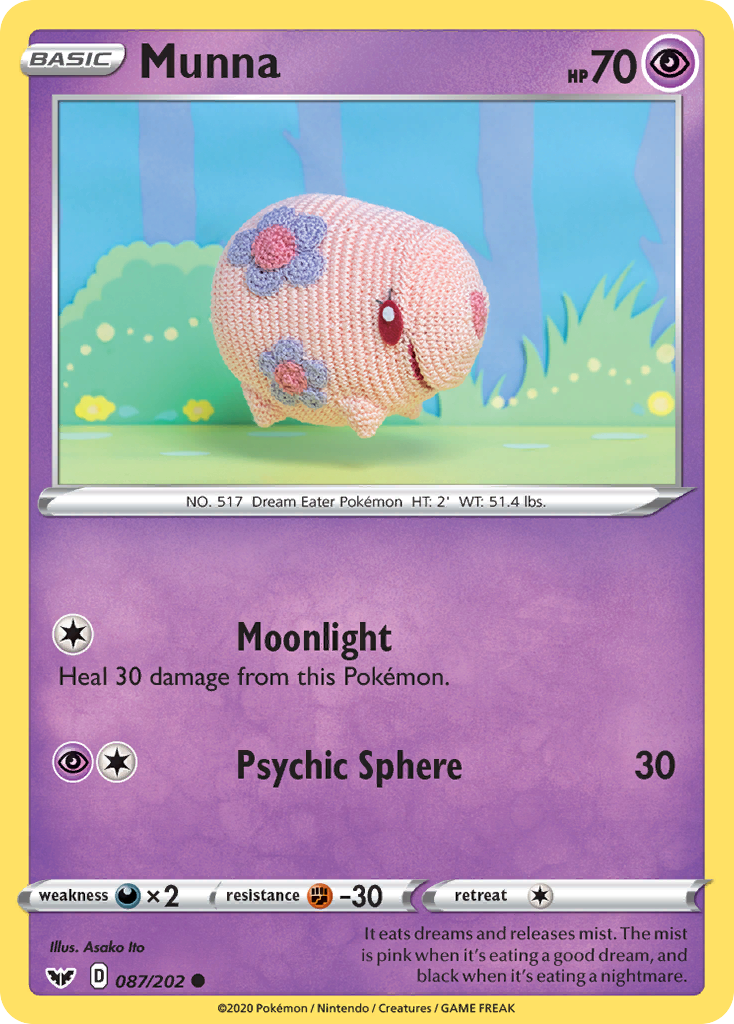 BASIC Munna HP 70
NO. 517 Dream Eater Pokémon HT: 2' WT: 51.4 lbs.
Moonlight
Heal 30 damage from this Pokémon.
Psychic Sphere 30
weakness ×2 resistance -30 retreat
Illus. Asako Ito
It eats dreams and releases mist. The mist
is pink when it's eating a good dream, and
black when it's eating a nightmare.
D 087/202
©2020 Pokémon / Nintendo / Creatures / GAME FREAK